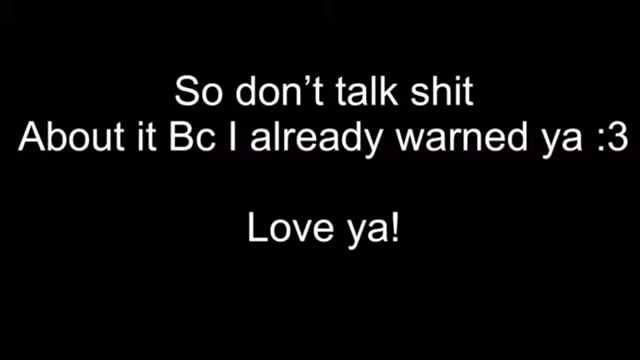 So don’t talk shit
About it Bc I already warned ya :3
Love ya!